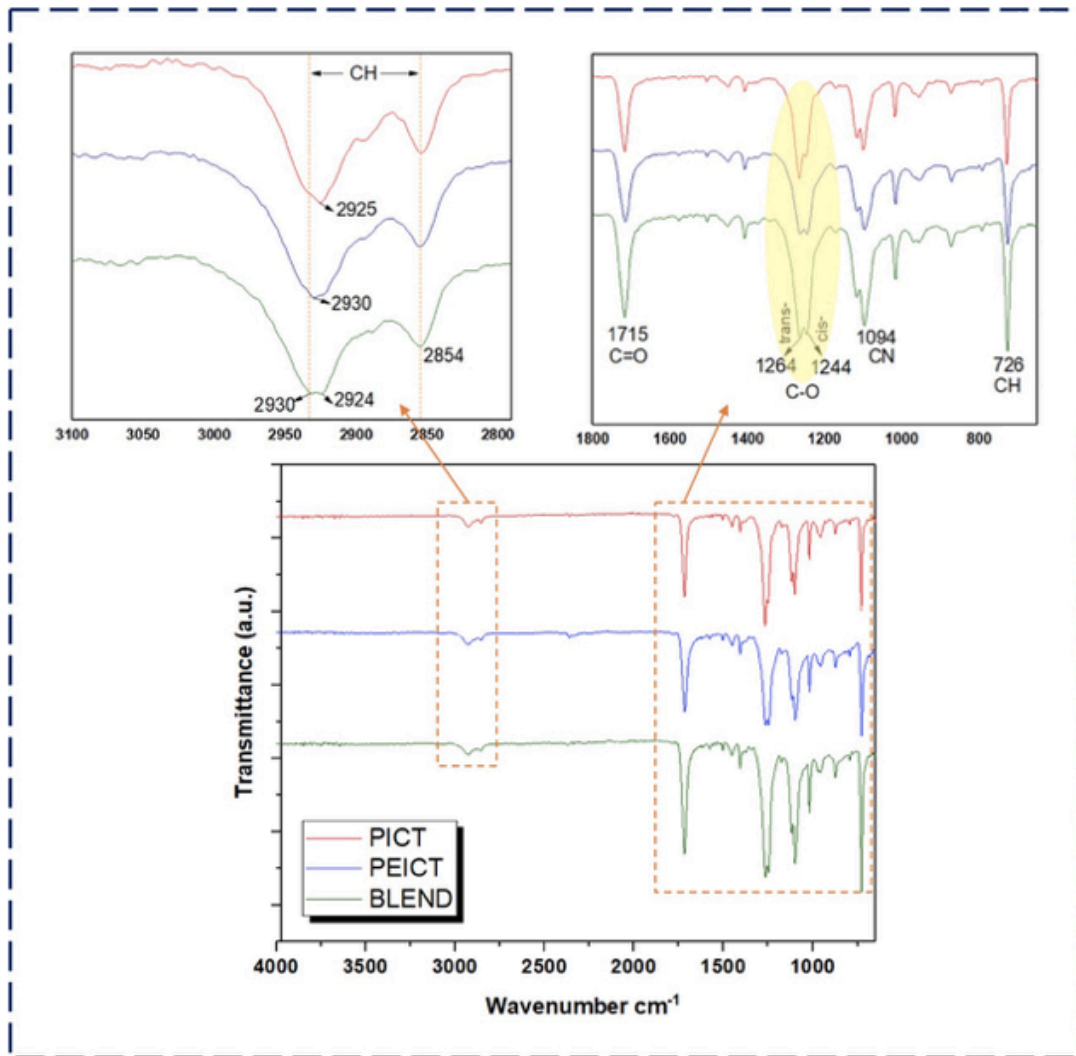 CH
2925
2930
2854
2930 2924
3100 3050 3000 2950 2900 2850 2800
1715
C=O
trans-
cis-
1264 1244
C-O
1094
CN
726
CH
1800 1600 1400 1200 1000 800
Transmittance (a.u.)
PICT
PEICT
BLEND
4000 3500 3000 2500 2000 1500 1000
Wavenumber cm⁻¹